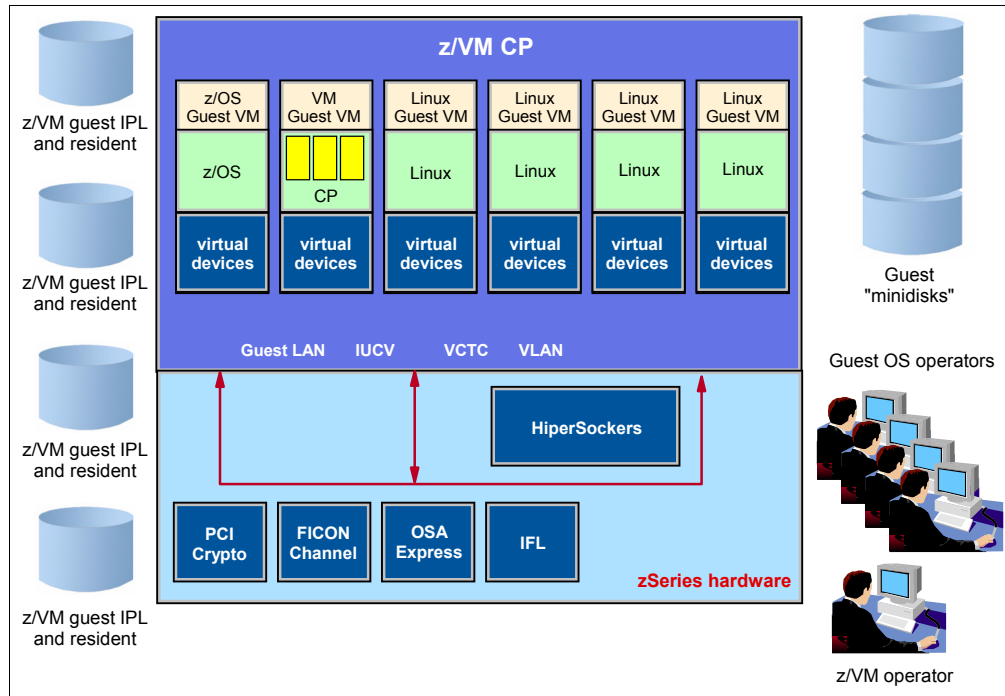 z/VM CP
z/OS
Guest VM
VM
Guest VM
Linux
Guest VM
Linux
Guest VM
Linux
Guest VM
Linux
Guest VM
z/OS
CP
Linux
Linux
Linux
Linux
virtual
devices
virtual
devices
virtual
devices
virtual
devices
virtual
devices
virtual
devices
Guest LAN
IUCV
VCTC
VLAN
HiperSockers
PCI
Crypto
FICON
Channel
OSA
Express
IFL
zSeries hardware
z/VM guest IPL
and resident
z/VM guest IPL
and resident
z/VM guest IPL
and resident
z/VM guest IPL
and resident
Guest
"minidisks"
Guest OS operators
z/VM operator